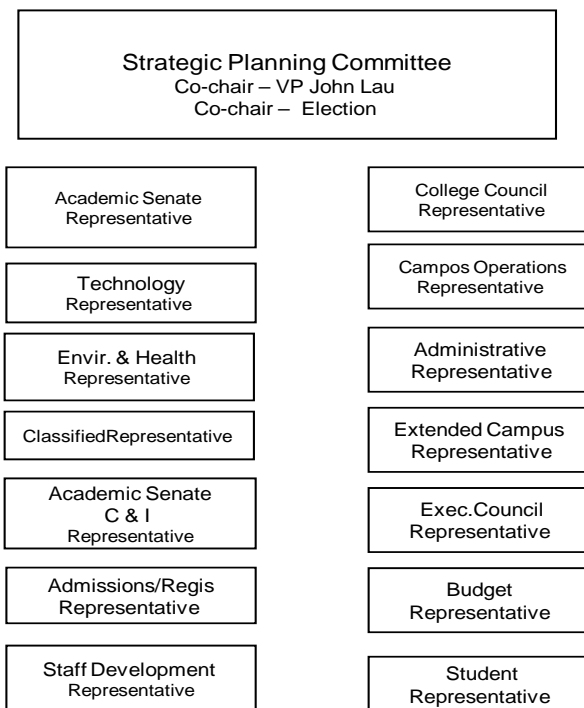 Strategic Planning Committee
Co-chair – VP John Lau
Co-chair – Election
Academic Senate
Representative
Technology
Representative
Envir. & Health
Representative
ClassifiedRepresentative
Academic Senate
C & I
Representative
Admissions/Regis
Representative
Staff Development
Representative
College Council
Representative
Campos Operations
Representative
Administrative
Representative
Extended Campus
Representative
Exec.Council
Representative
Budget
Representative
Student
Representative